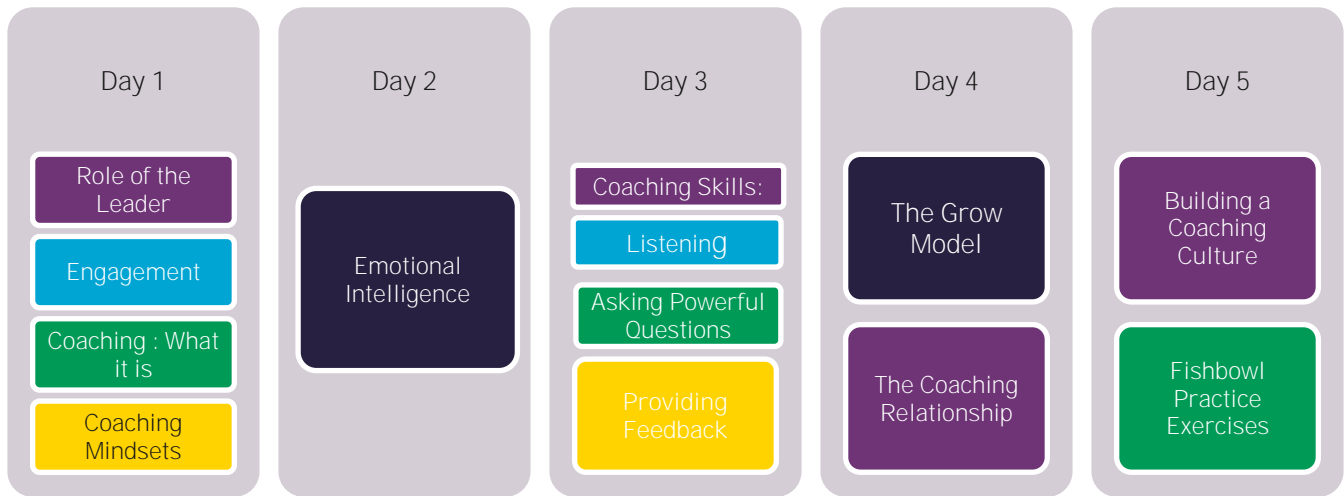 Day 1
Role of the
Leader
Engagement
Coaching : What
it is
Coaching
Mindsets
Day 2
Emotional
Intelligence
Day 3
Coaching Skills:
Listening
Asking Powerful
Questions
Providing
Feedback
Day 4
The Grow
Model
The Coaching
Relationship
Day 5
Building a
Coaching
Culture
Fishbowl
Practice
Exercises